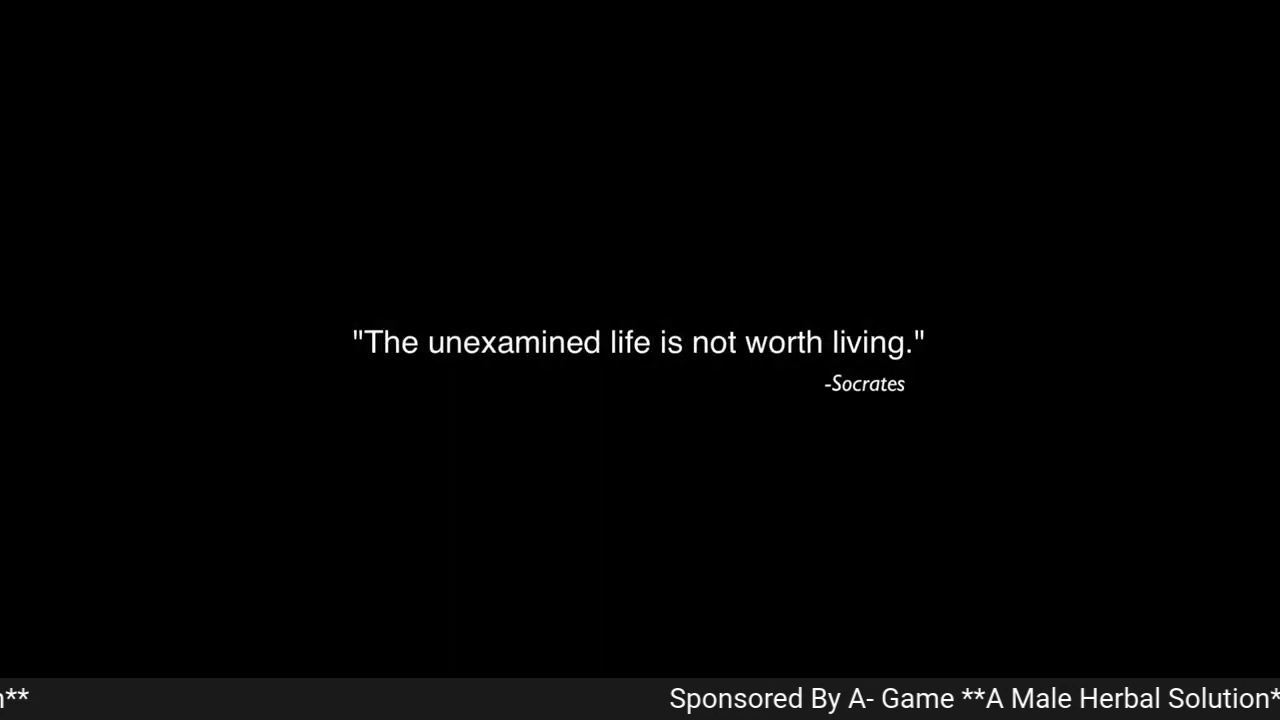 "The unexamined life is not worth living."
-Socrates
n** Sponsored By A- Game **A Male Herbal Solution*